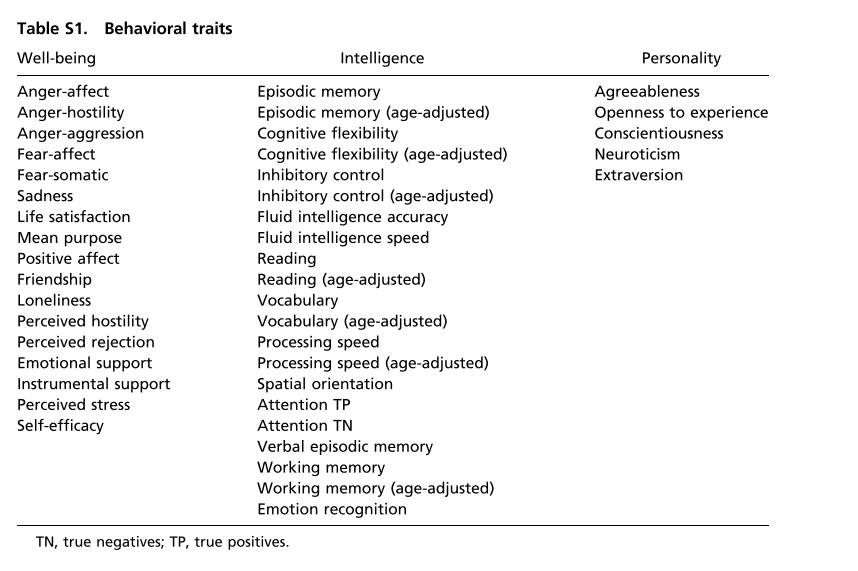 Table S1. Behavioral traits
Well-being Intelligence Personality
Anger-affect Episodic memory Agreeableness
Anger-hostility Episodic memory (age-adjusted) Openness to experience
Anger-aggression Cognitive flexibility Conscientiousness
Fear-affect Cognitive flexibility (age-adjusted) Neuroticism
Fear-somatic Inhibitory control Extraversion
Sadness Inhibitory control (age-adjusted)
Life satisfaction Fluid intelligence accuracy
Mean purpose Fluid intelligence speed
Positive affect Reading
Friendship Reading (age-adjusted)
Loneliness Vocabulary
Perceived hostility Vocabulary (age-adjusted)
Perceived rejection Processing speed
Emotional support Processing speed (age-adjusted)
Instrumental support Spatial orientation
Perceived stress Attention TP
Self-efficacy Attention TN
Verbal episodic memory
Working memory
Working memory (age-adjusted)
Emotion recognition
TN, true negatives; TP, true positives.